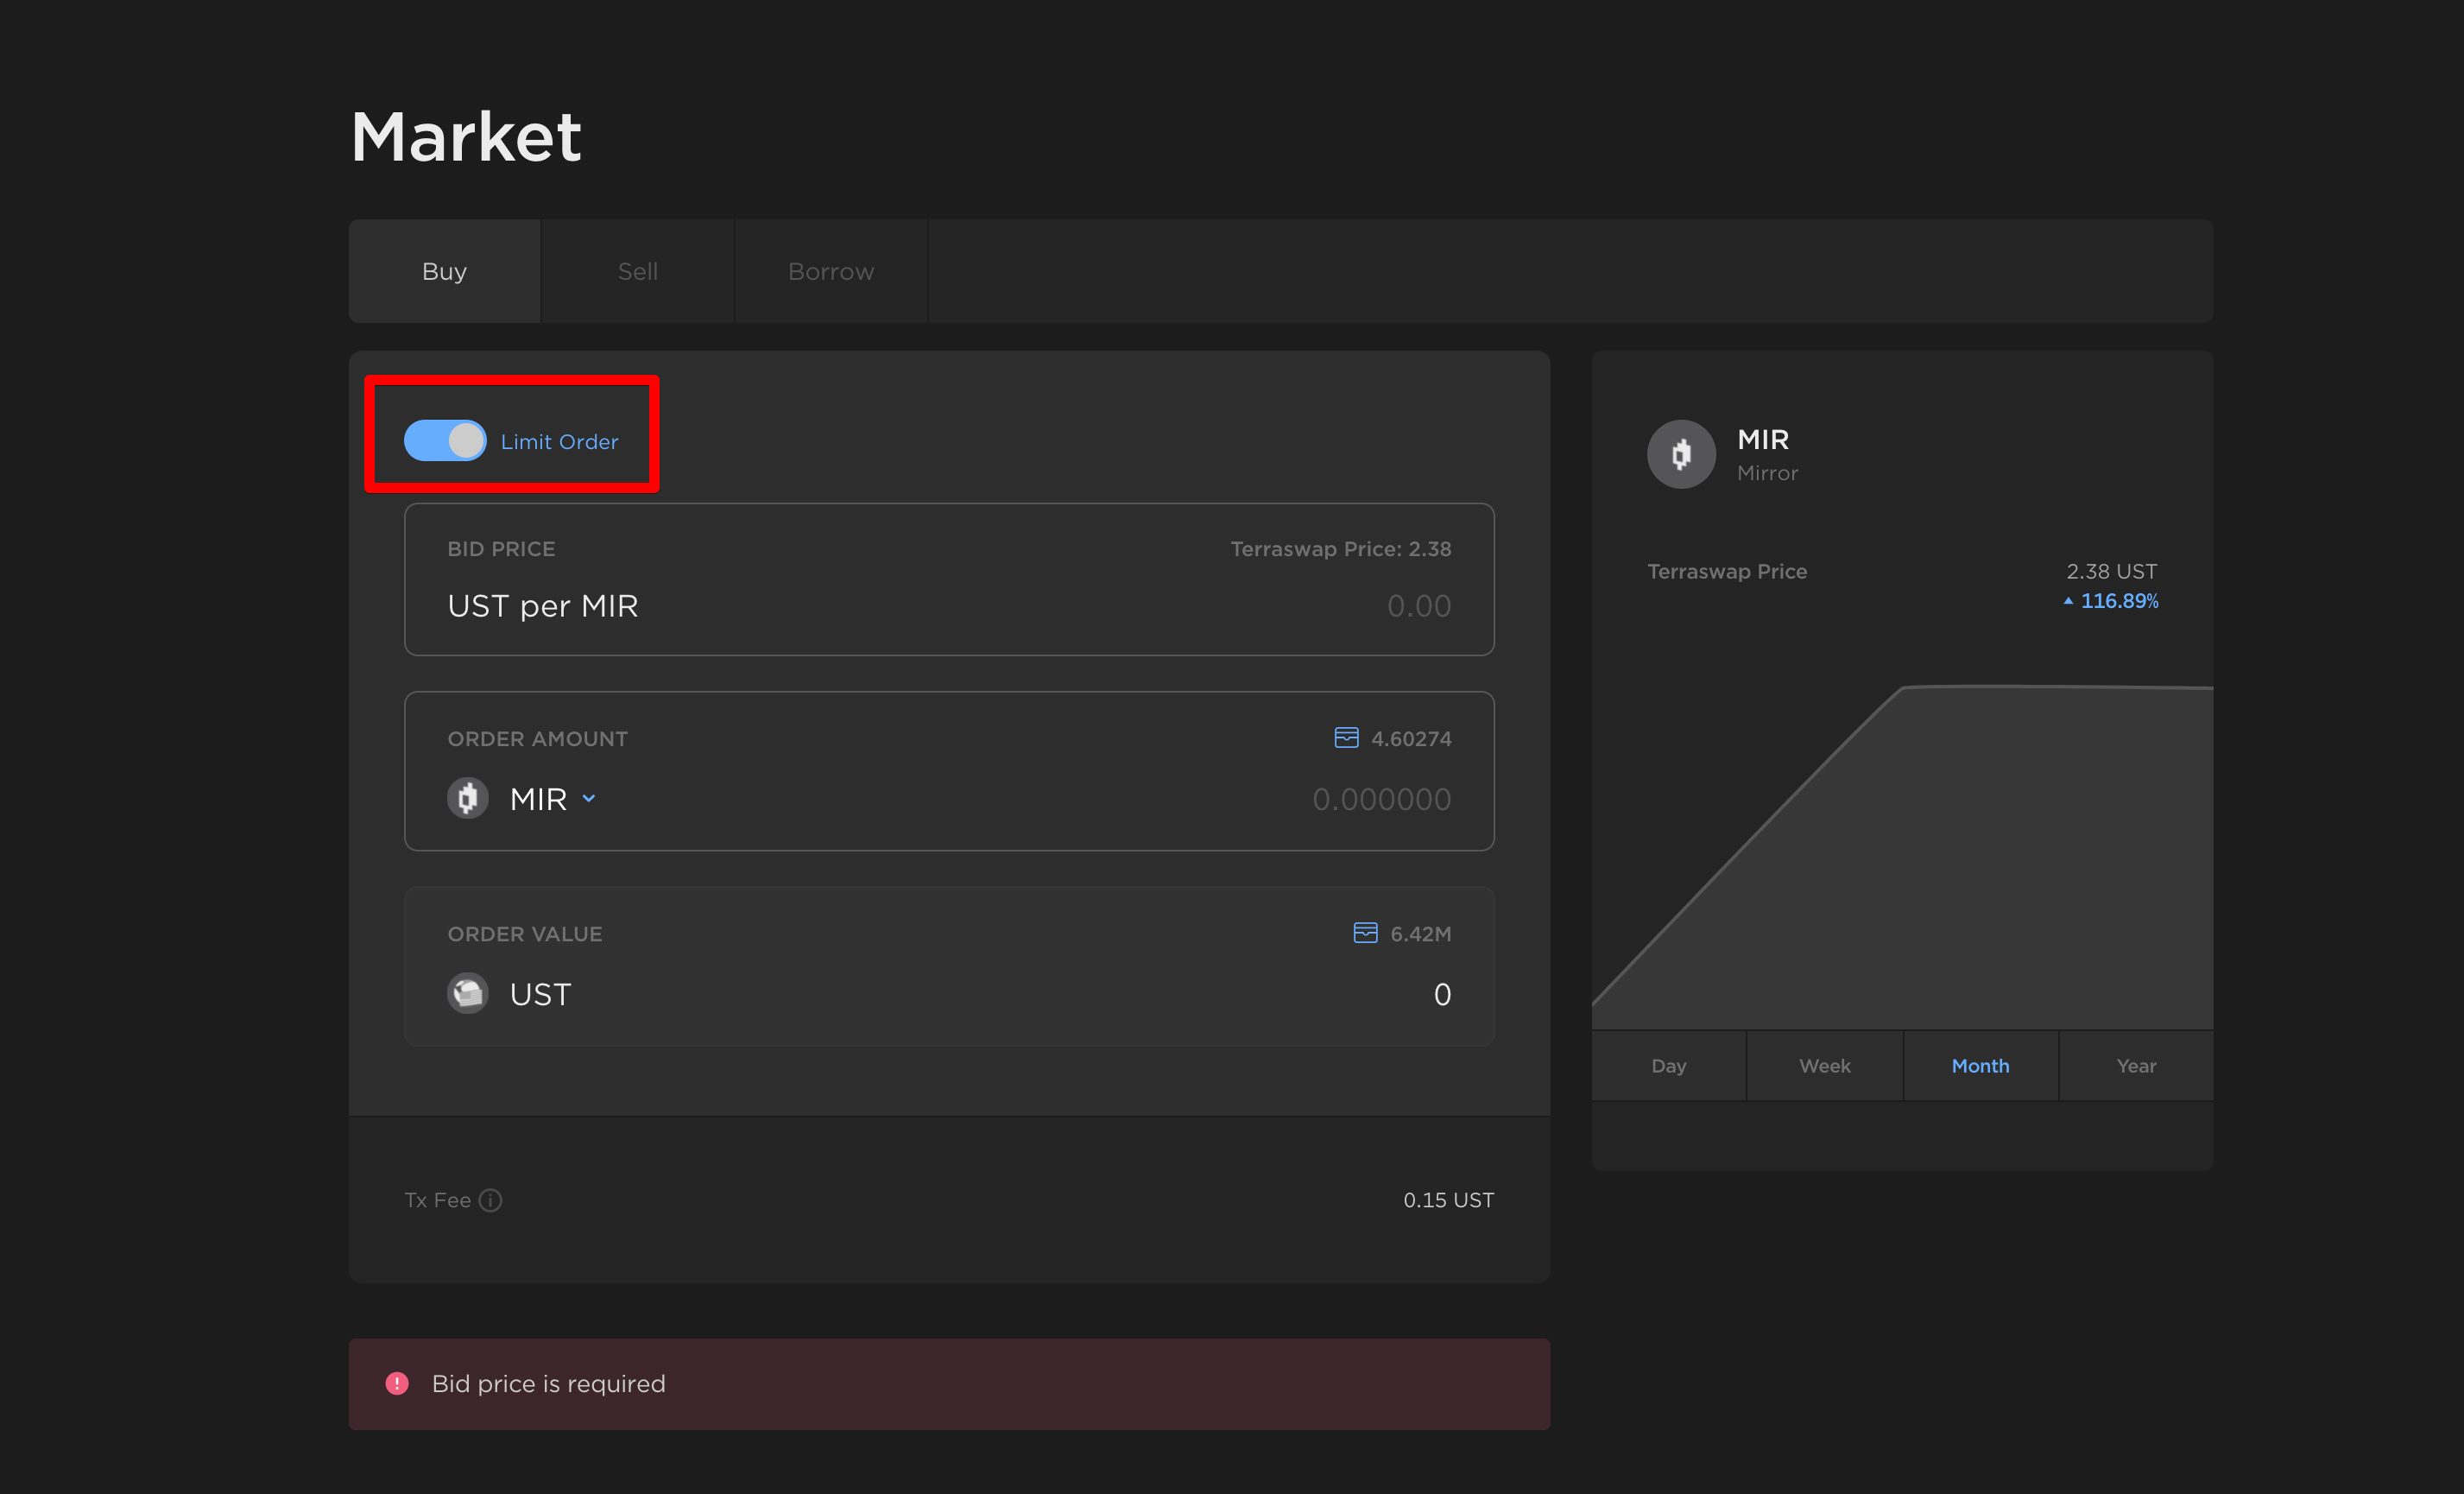 Market
Buy
Sell
Borrow
Limit Order
BID PRICE
Terraswap Price: 2.38
UST per MIR
0.00
ORDER AMOUNT
4.60274
MIR
0.000000
ORDER VALUE
6.42M
UST
0
Tx Fee
0.15 UST
Bid price is required
MIR
Mirror
Terraswap Price
2.38 UST
116.89%
Day
Week
Month
Year